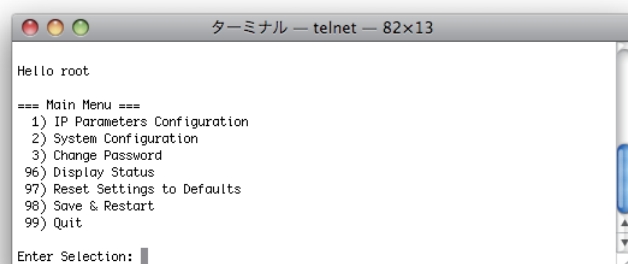 ターミナル — telnet — 82×13
Hello root
=== Main Menu ===
1) IP Parameters Configuration
2) System Configuration
3) Change Password
96) Display Status
97) Reset Settings to Defaults
98) Save & Restart
99) Quit
Enter Selection: